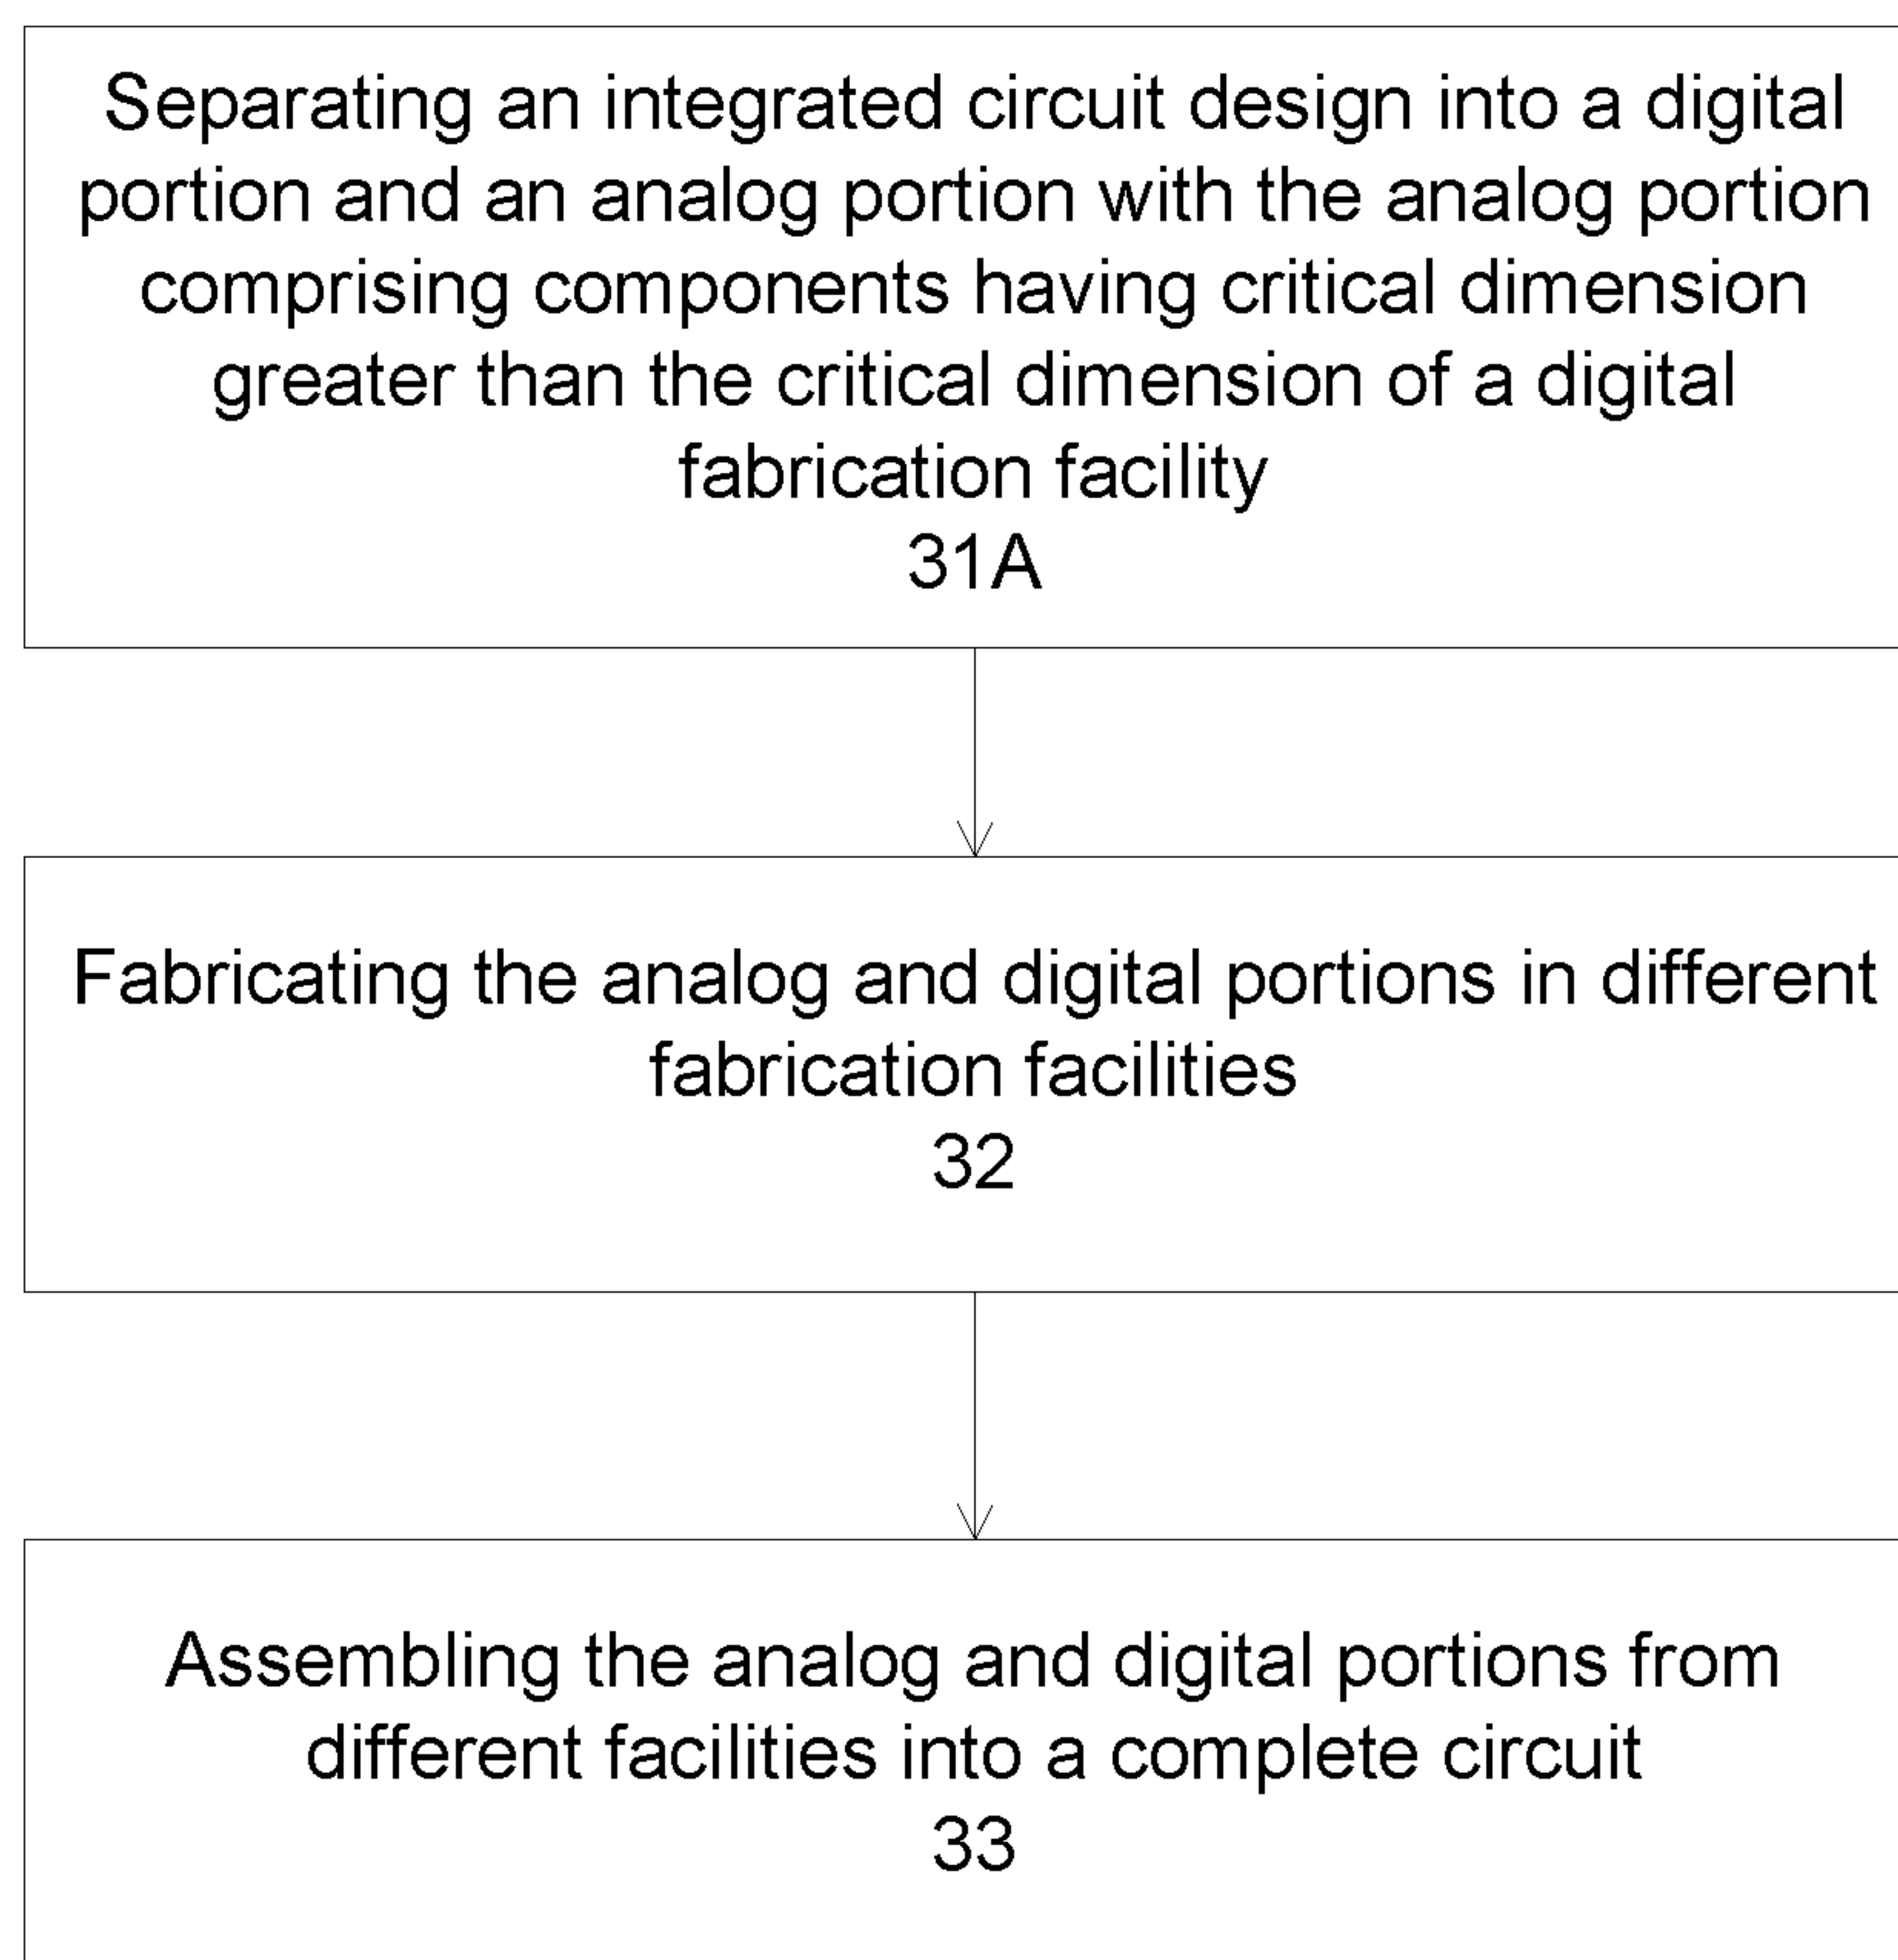 Separating an integrated circuit design into a digital
portion and an analog portion with the analog portion
comprising components having critical dimension
greater than the critical dimension of a digital
fabrication facility
31A
Fabricating the analog and digital portions in different
fabrication facilities
32
Assembling the analog and digital portions from
different facilities into a complete circuit
33